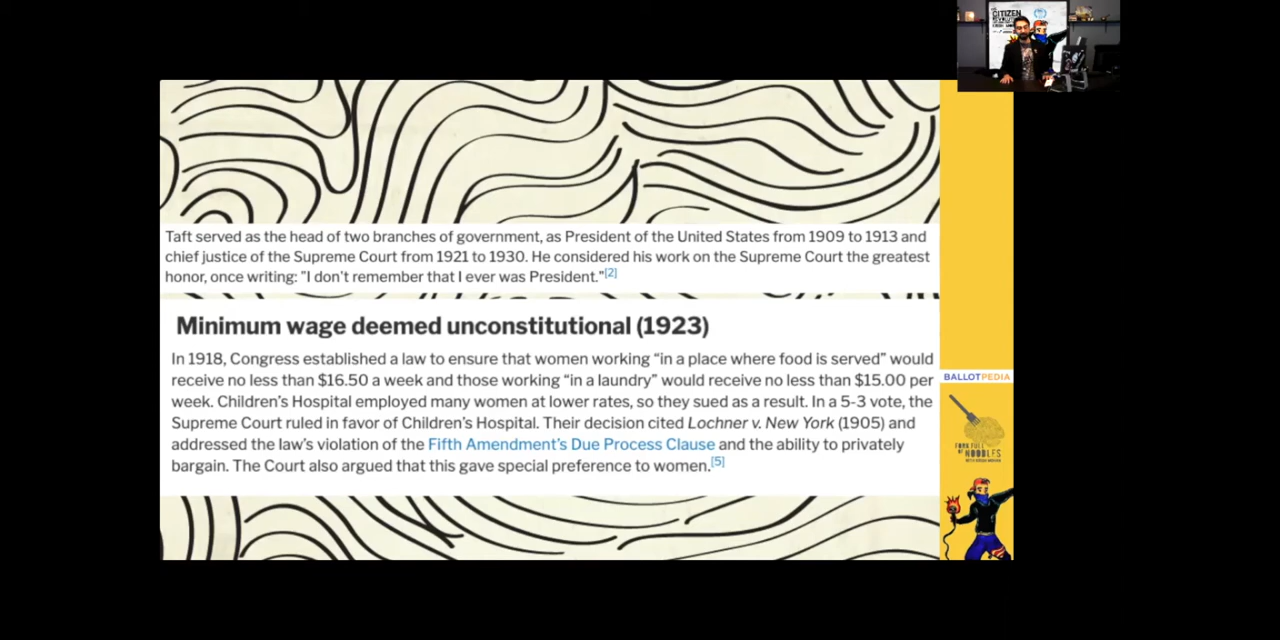 CITIZEN
Taft served as the head of two branches of government, as President of the United States from 1909 to 1913 and
chief justice of the Supreme Court from 1921 to 1930. He considered his work on the Supreme Court the greatest
honor, once writing: "I don't remember that I ever was President."[2]
Minimum wage deemed unconstitutional (1923)
In 1918, Congress established a law to ensure that women working “in a place where food is served” would
receive no less than $16.50 a week and those working “in a laundry” would receive no less than $15.00 per
week. Children’s Hospital employed many women at lower rates, so they sued as a result. In a 5-3 vote, the
Supreme Court ruled in favor of Children’s Hospital. Their decision cited Lochner v. New York (1905) and
addressed the law’s violation of the Fifth Amendment’s Due Process Clause and the ability to privately
bargain. The Court also argued that this gave special preference to women.[5]
BALLOTPEDIA
FORK FULL
OF NOODLES